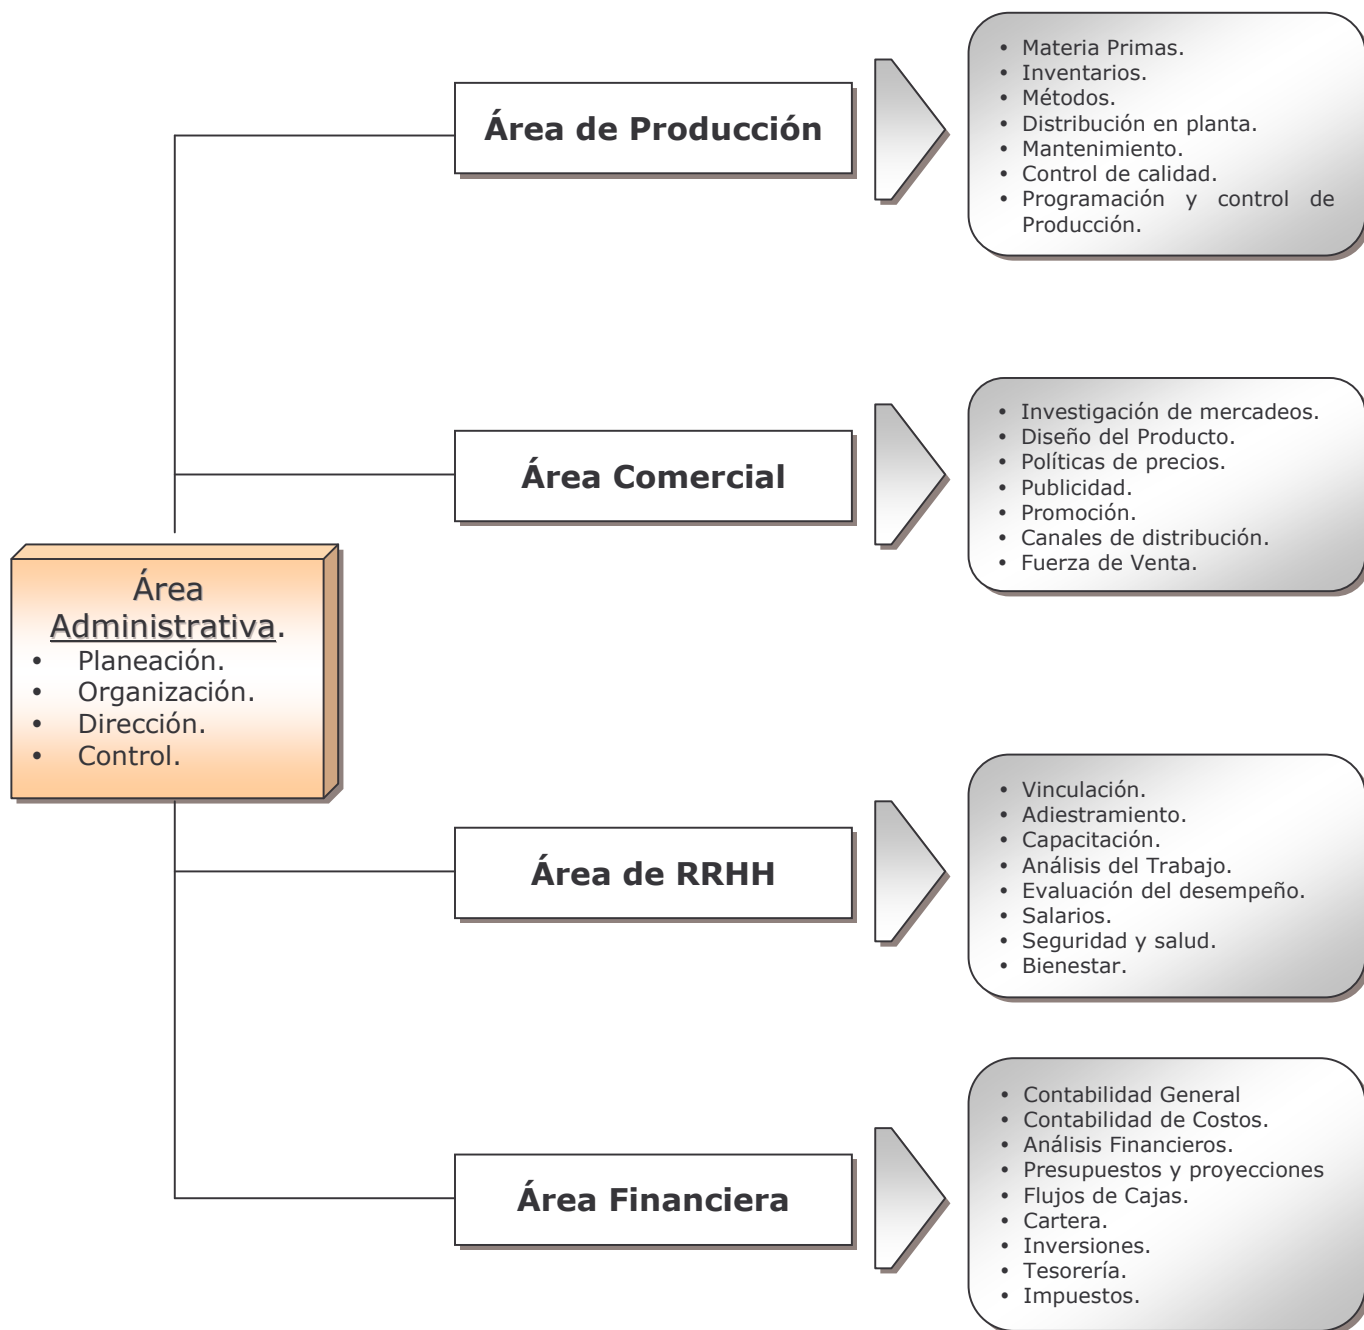 Área de Producción
• Materia Primas.
• Inventarios.
• Métodos.
• Distribución en planta.
• Mantenimiento.
• Control de calidad.
• Programación y control de
Producción.
Área Comercial
• Investigación de mercadeos.
• Diseño del Producto.
• Políticas de precios.
• Publicidad.
• Promoción.
• Canales de distribución.
• Fuerza de Venta.
Área
Administrativa.
• Planeación.
• Organización.
• Dirección.
• Control.
Área de RRHH
• Vinculación.
• Adiestramiento.
• Capacitación.
• Análisis del Trabajo.
• Evaluación del desempeño.
• Salarios.
• Seguridad y salud.
• Bienestar.
Área Financiera
• Contabilidad General
• Contabilidad de Costos.
• Análisis Financieros.
• Presupuestos y proyecciones
• Flujos de Cajas.
• Cartera.
• Inversiones.
• Tesorería.
• Impuestos.